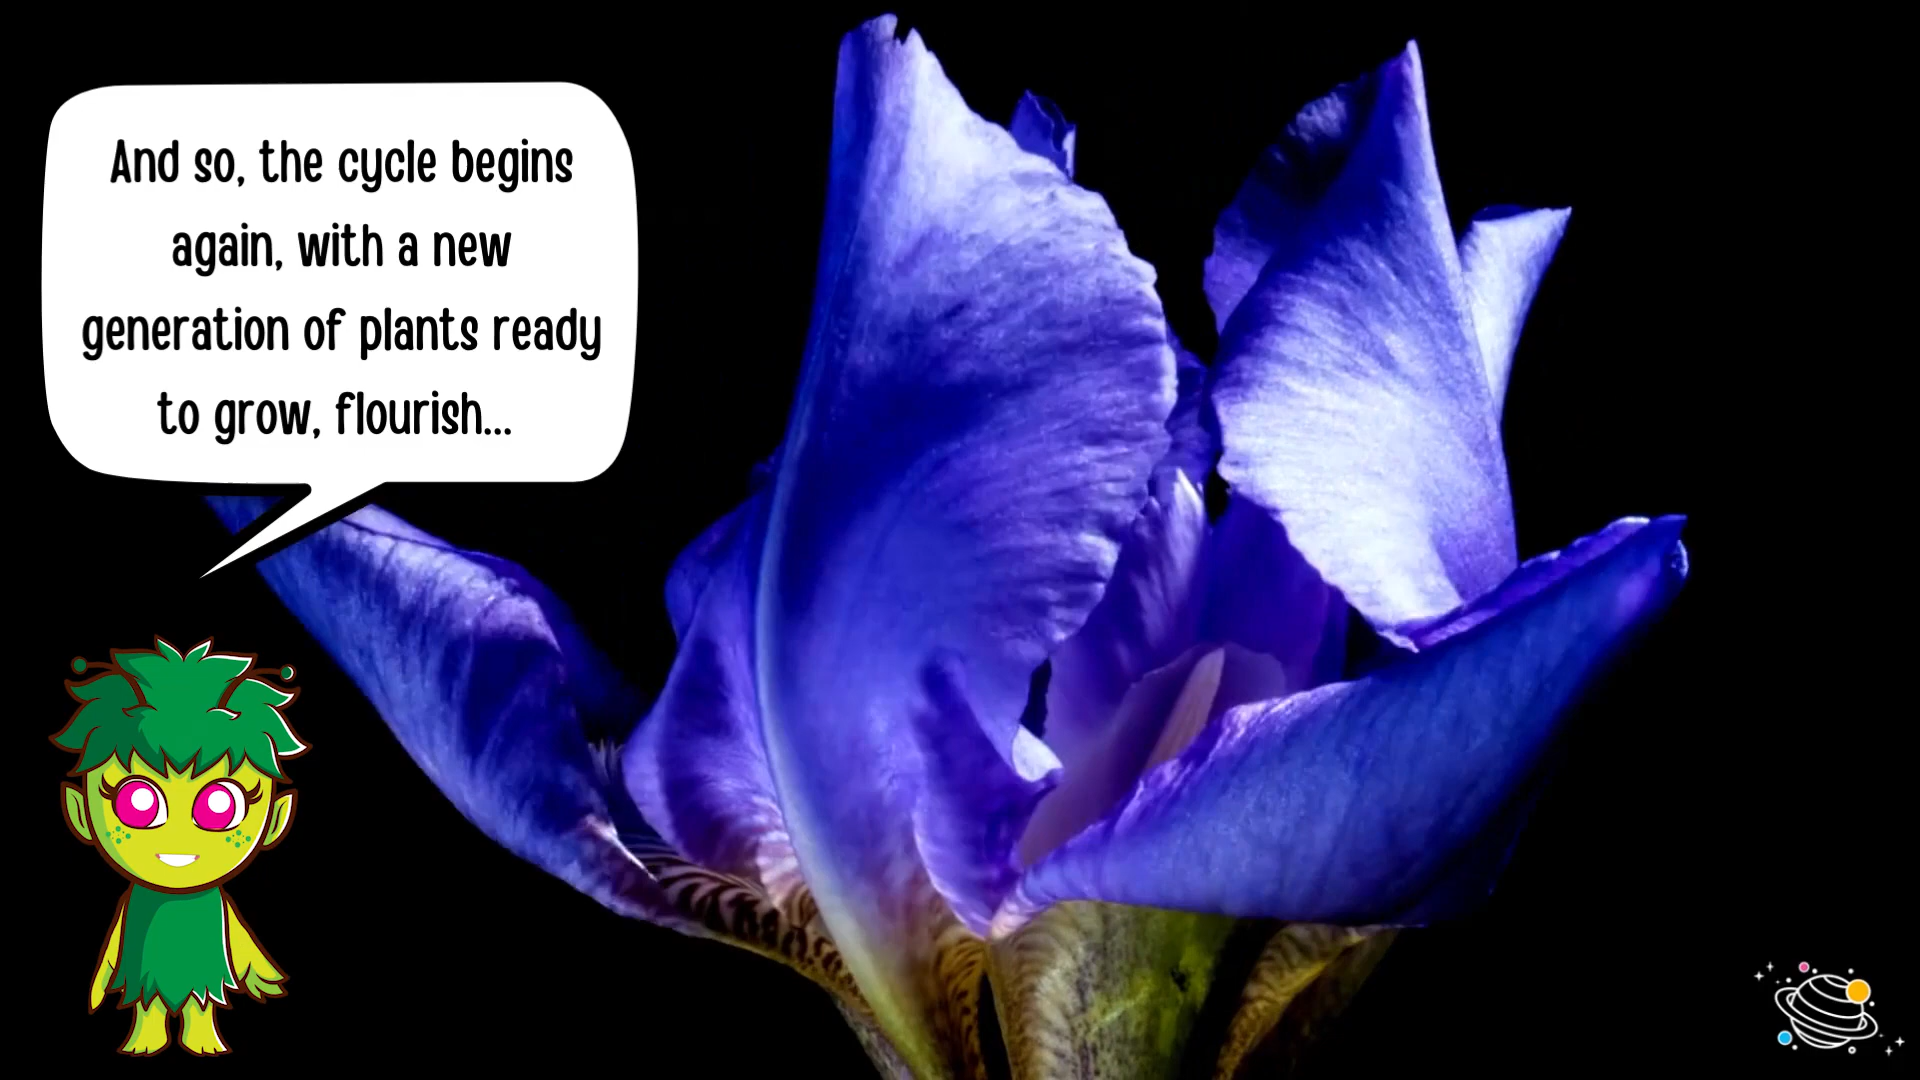 And so, the cycle begins
again, with a new
generation of plants ready
to grow, flourish...